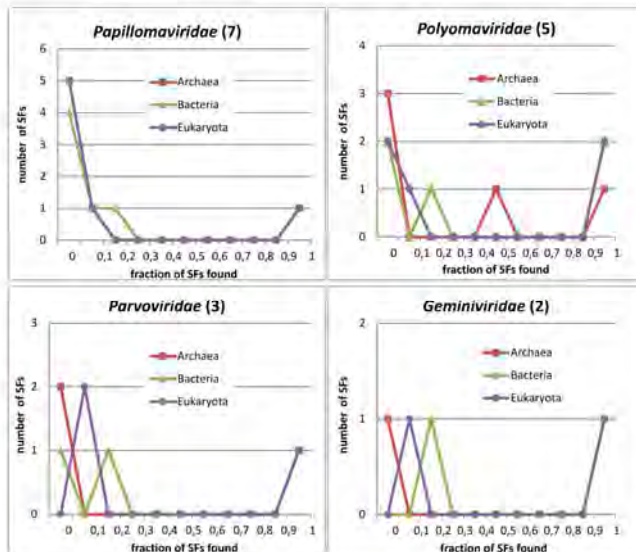 Papillomaviridae (7)
6
5
4
3
2
1
0
number of SFs
Archaea
Bacteria
Eukaryota
0 0,1 0,2 0,3 0,4 0,5 0,6 0,7 0,8 0,9 1
fraction of SFs found
Polyomaviridae (5)
4
3
2
1
0
number of SFs
Archaea
Bacteria
Eukaryota
0 0,1 0,2 0,3 0,4 0,5 0,6 0,7 0,8 0,9 1
fraction of SFs found
Parvoviridae (3)
3
2
1
0
number of SFs
Archaea
Bacteria
Eukaryota
0 0,1 0,2 0,3 0,4 0,5 0,6 0,7 0,8 0,9 1
fraction of SFs found
Geminiviridae (2)
2
1
0
number of SFs
Archaea
Bacteria
Eukaryota
0 0,1 0,2 0,3 0,4 0,5 0,6 0,7 0,8 0,9 1
fraction of SFs found